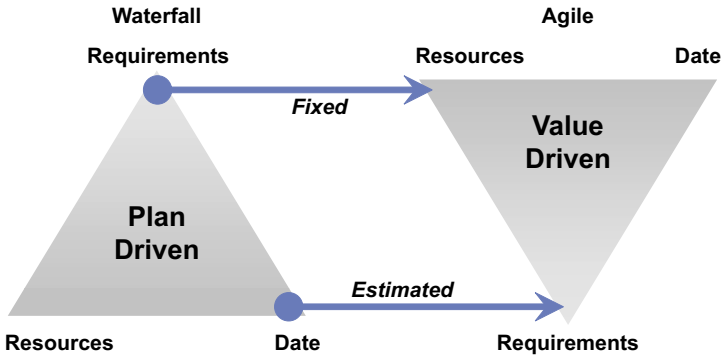 Waterfall
Agile
Requirements
Resources
Date
Fixed
Value
Driven
Plan
Driven
Estimated
Resources
Date
Requirements